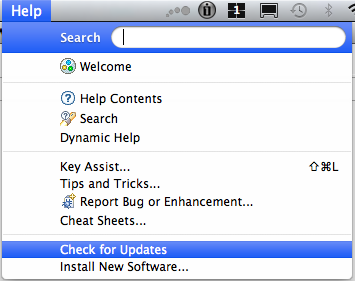 Help
1
Search
Welcome
Help Contents
Search
Dynamic Help
Key Assist... ⇧⌘L
Tips and Tricks...
Report Bug or Enhancement...
Cheat Sheets...
Check for Updates
Install New Software...